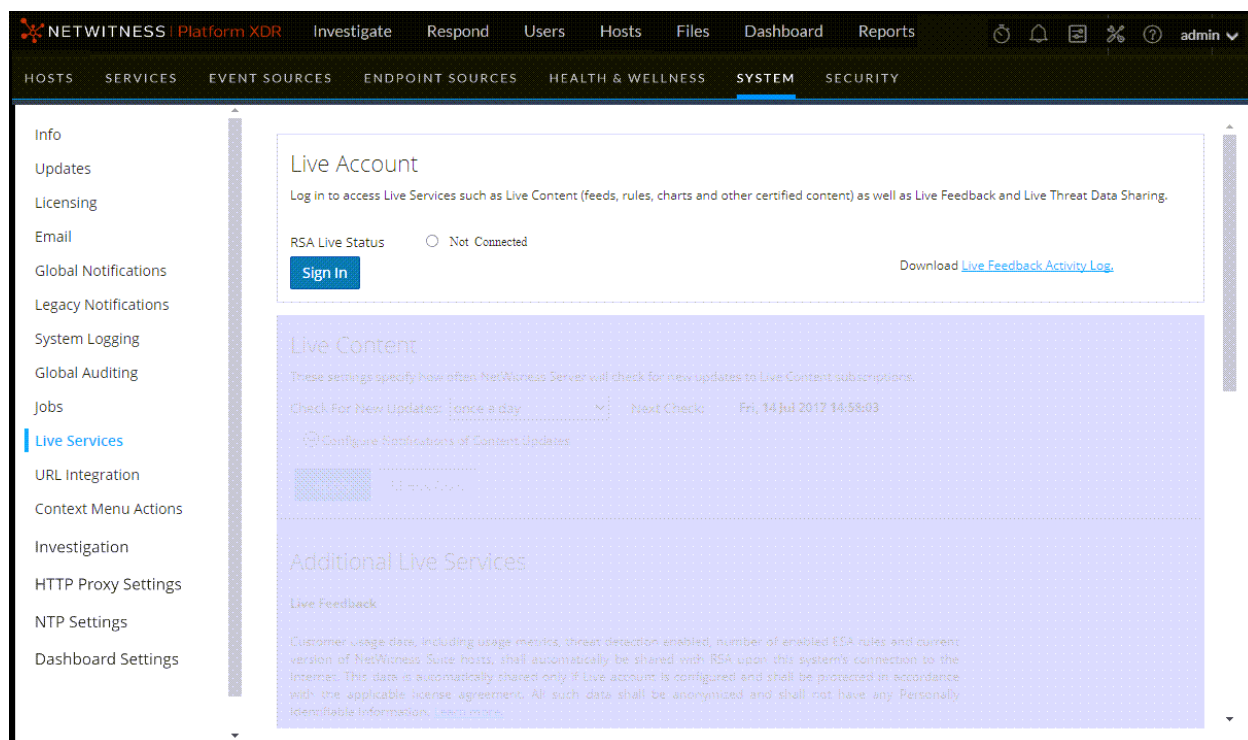 NETWITNESS Platform XDR Investigate Respond Users Hosts Files Dashboard Reports admin
HOSTS SERVICES EVENT SOURCES ENDPOINT SOURCES HEALTH & WELLNESS SYSTEM SECURITY
Info
Updates
Licensing
Email
Global Notifications
Legacy Notifications
System Logging
Global Auditing
Jobs
Live Services
URL Integration
Context Menu Actions
Investigation
HTTP Proxy Settings
NTP Settings
Dashboard Settings
Live Account
Log in to access Live Services such as Live Content (feeds, rules, charts and other certified content) as well as Live Feedback and Live Threat Data Sharing.
RSA Live Status Not Connected
Sign In
Download Live Feedback Activity Log.
Live Content
These settings specify how often NetWitness Server will check for new updates to Live Content subscriptions.
Check For New Updates: once a day Next Check: Fri, 14 Jul 2017 14:58:03
Configure Notifications of Content Updates
Additional Live Services
Live Feedback
Customer usage data, including usage metrics, threat detection enabled, number of enabled ESA rules and current
version of NetWitness Suite hosts, shall automatically be shared with RSA upon this system's connection to the
Internet. This data is automatically shared only if Live account is configured and shall be protected in accordance
with the applicable license agreement. All such data shall be anonymized and shall not have any Personally
Identifiable Information. Learn more.